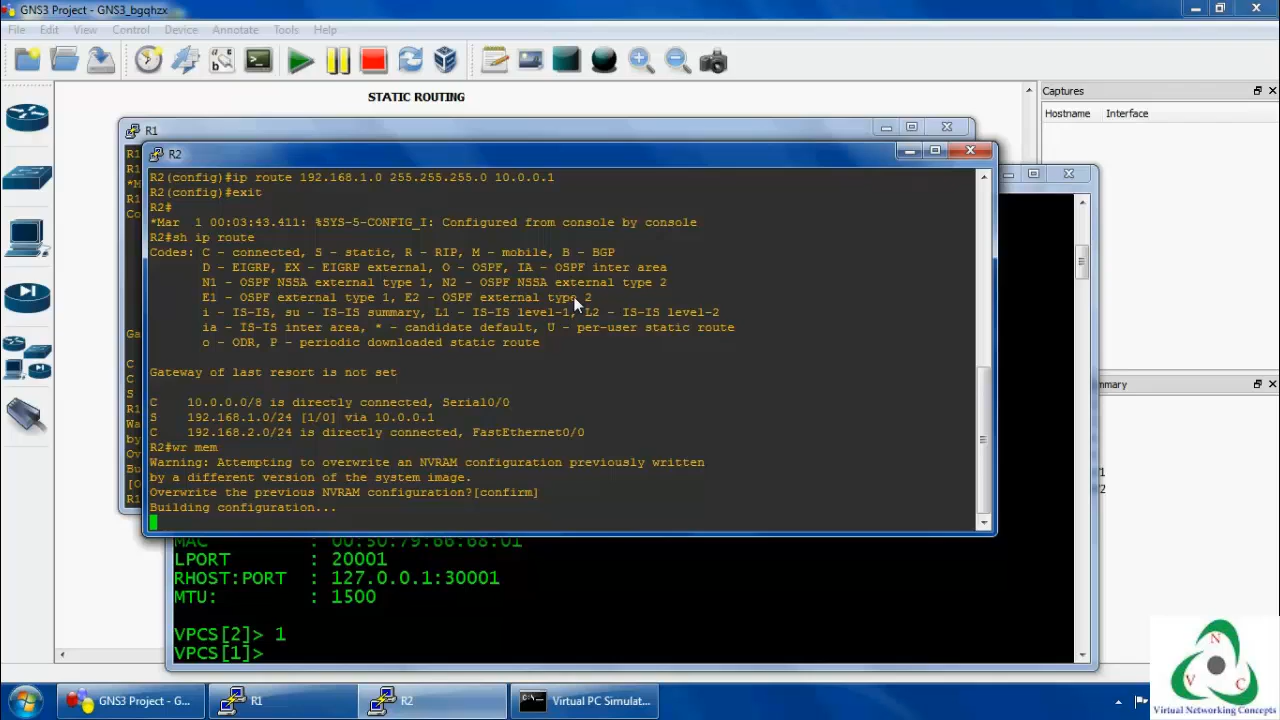 GNS3 Project - GNS3_bgqhzx
File Edit View Control Device Annotate Tools Help
STATIC ROUTING
Captures
Hostname Interface
R1
R2
R2(config)#ip route 192.168.1.0 255.255.255.0 10.0.0.1
R2(config)#exit
R2#
*Mar 1 00:03:43.411: %SYS-5-CONFIG_I: Configured from console by console
R2#sh ip route
Codes: C - connected, S - static, R - RIP, M - mobile, B - BGP
D - EIGRP, EX - EIGRP external, O - OSPF, IA - OSPF inter area
N1 - OSPF NSSA external type 1, N2 - OSPF NSSA external type 2
E1 - OSPF external type 1, E2 - OSPF external type 2
i - IS-IS, su - IS-IS summary, L1 - IS-IS level-1, L2 - IS-IS level-2
ia - IS-IS inter area, * - candidate default, U - per-user static route
o - ODR, P - periodic downloaded static route
Gateway of last resort is not set
C 10.0.0.0/8 is directly connected, Serial0/0
S 192.168.1.0/24 [1/0] via 10.0.0.1
C 192.168.2.0/24 is directly connected, FastEthernet0/0
R2#wr mem
Warning: Attempting to overwrite an NVRAM configuration previously written
by a different version of the system image.
Overwrite the previous NVRAM configuration?[confirm]
Building configuration...
MAC : 00:50:79:66:68:01
LPORT : 20001
RHOST:PORT : 127.0.0.1:30001
MTU: : 1500
VPCS[2]> 1
VPCS[1]>
N
V C
Virtual Networking Concepts
GNS3 Project - G...
R1
R2
Virtual PC Simulat...